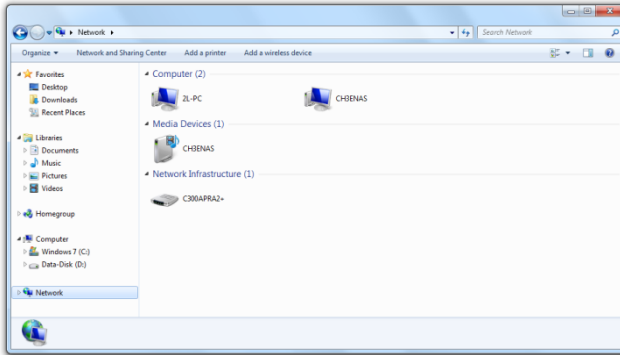 Network
Search Network
Organize
Network and Sharing Center
Add a printer
Add a wireless device
Favorites
Desktop
Downloads
Recent Places
Libraries
Documents
Music
Pictures
Videos
Homegroup
Computer
Windows 7 (C:)
Data-Disk (D:)
Network
Computer (2)
2L-PC
CH3ENAS
Media Devices (1)
CH3ENAS
Network Infrastructure (1)
C300APRA2+